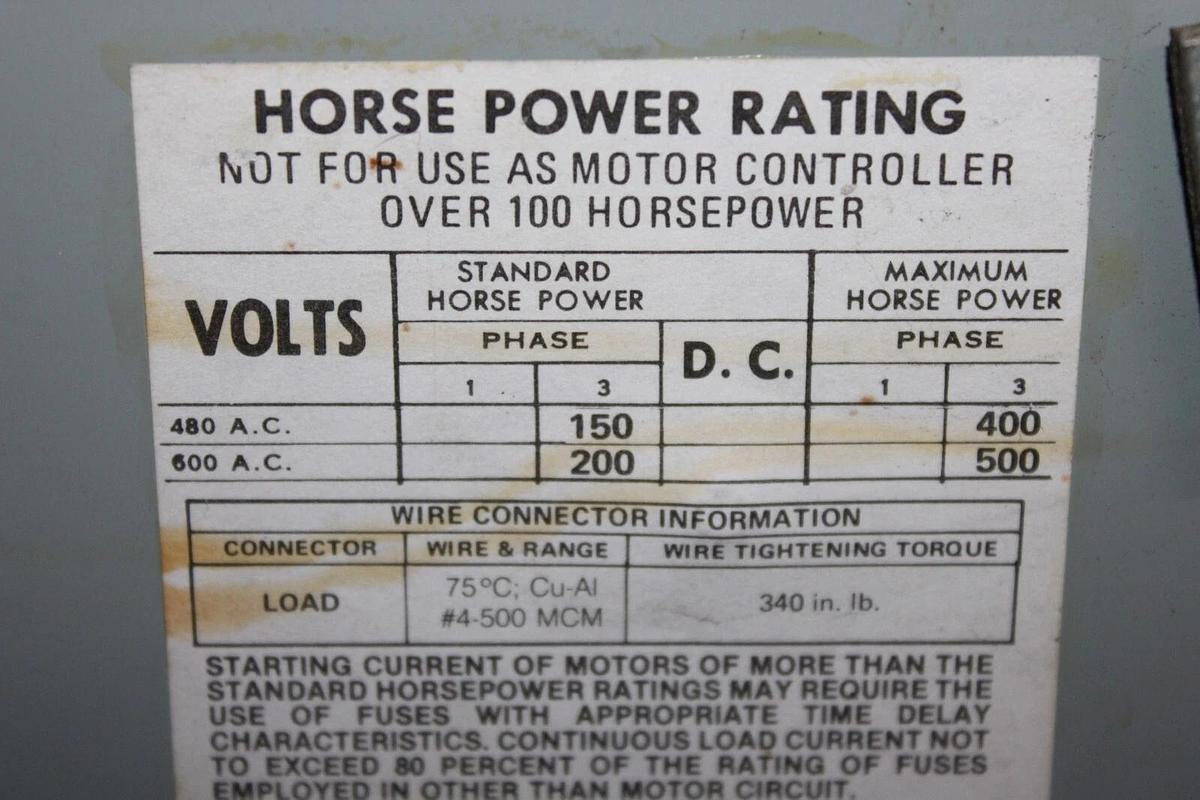 HORSE POWER RATING
NOT FOR USE AS MOTOR CONTROLLER
OVER 100 HORSEPOWER
VOLTS
STANDARD
HORSE POWER
PHASE
1 3
D. C.
MAXIMUM
HORSE POWER
PHASE
1 3
480 A.C. 150 400
600 A.C. 200 500
WIRE CONNECTOR INFORMATION
CONNECTOR WIRE & RANGE WIRE TIGHTENING TORQUE
LOAD 75°C; Cu-Al #4-500 MCM 340 in. lb.
STARTING CURRENT OF MOTORS OF MORE THAN THE
STANDARD HORSEPOWER RATINGS MAY REQUIRE THE
USE OF FUSES WITH APPROPRIATE TIME DELAY
CHARACTERISTICS. CONTINUOUS LOAD CURRENT NOT
TO EXCEED 80 PERCENT OF THE RATING OF FUSES
EMPLOYED IN OTHER THAN MOTOR CIRCUIT.